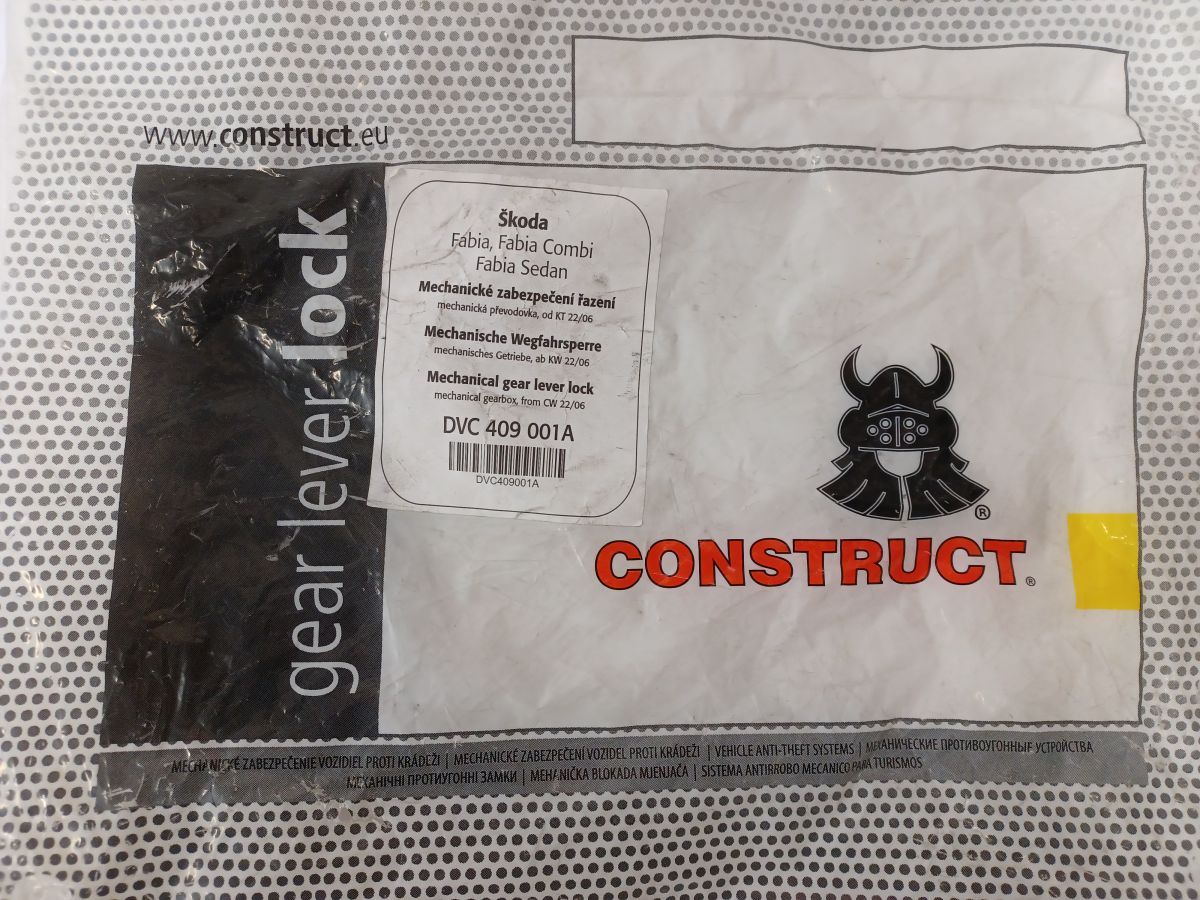 www.construct.eu
gear lever lock
Škoda
Fabia, Fabia Combi
Fabia Sedan
Mechanické zabezpečení řazení
mechanická převodovka, od KT 22/06
Mechanische Wegfahrsperre
mechanisches Getriebe, ab KW 22/06
Mechanical gear lever lock
mechanical gearbox, from CW 22/06
DVC 409 001A
DVC409001A
®
CONSTRUCT®
MECHANICKÉ ZABEZPEČENIE VOZIDIEL PROTI KRÁDEŽI | MECHANICKÉ ZABEZPEČENÍ VOZIDEL PROTI KRÁDEŽI | VEHICLE ANTI-THEFT SYSTEMS | МЕХАНИЧЕСКИЕ ПРОТИВОУГОННЫЕ УСТРОЙСТВА
МЕХАНІЧНІ ПРОТИУГОННІ ЗАМКИ | MEHANIČKA BLOKADA MJENJAČA | SISTEMA ANTIRROBO MECANICO PARA TURISMOS